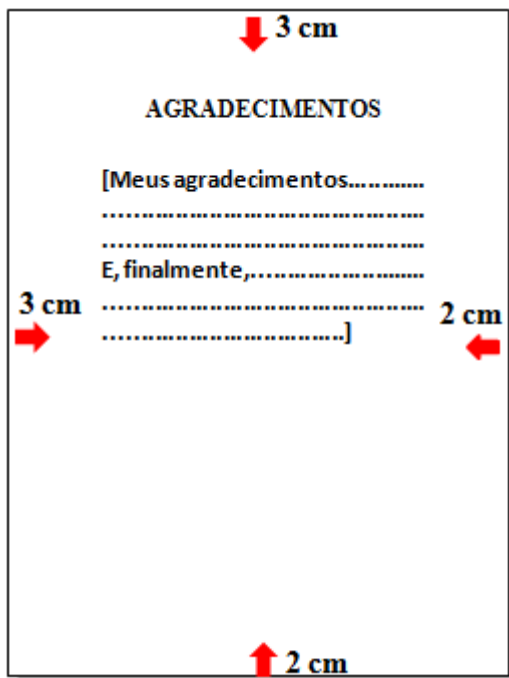 3 cm
AGRADECIMENTOS
[Meus agradecimentos.............
................................................
................................................
E, finalmente,..........................
3 cm
................................................
2 cm
....................................]
2 cm